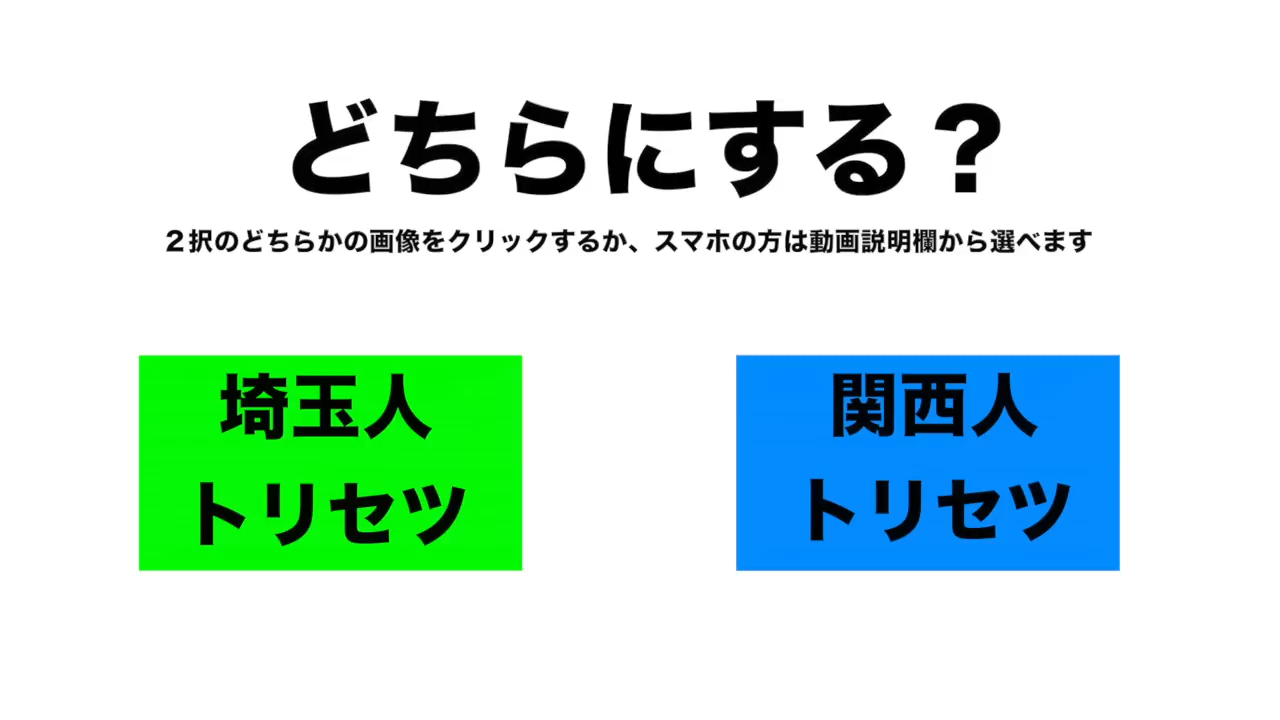 どちらにする？
２択のどちらかの画像をクリックするか、スマホの方は動画説明欄から選べます
埼玉人
トリセツ
関西人
トリセツ